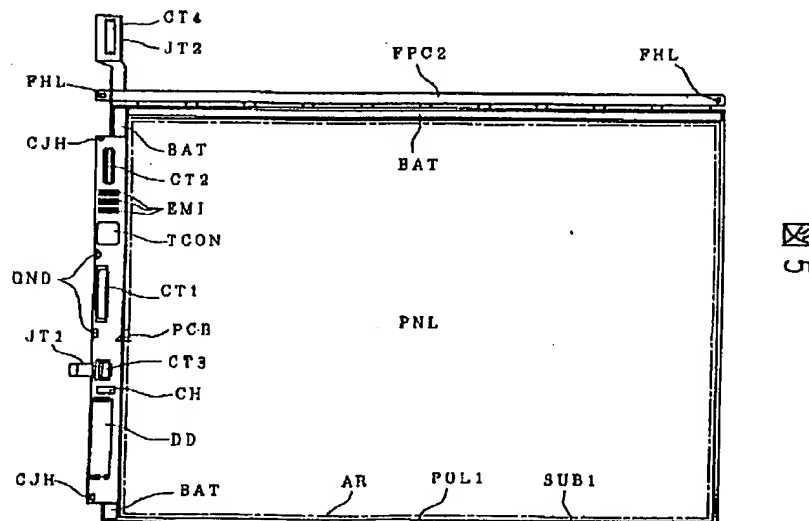 CT4
JT2
FPC2
FHL
FHL
CJH
BAT
BAT
CT2
EMI
TCON
GND
CT1
PNL
PCB
JT1
CT3
CH
DD
CJH
BAT
AR
POL1
SUB1
図5